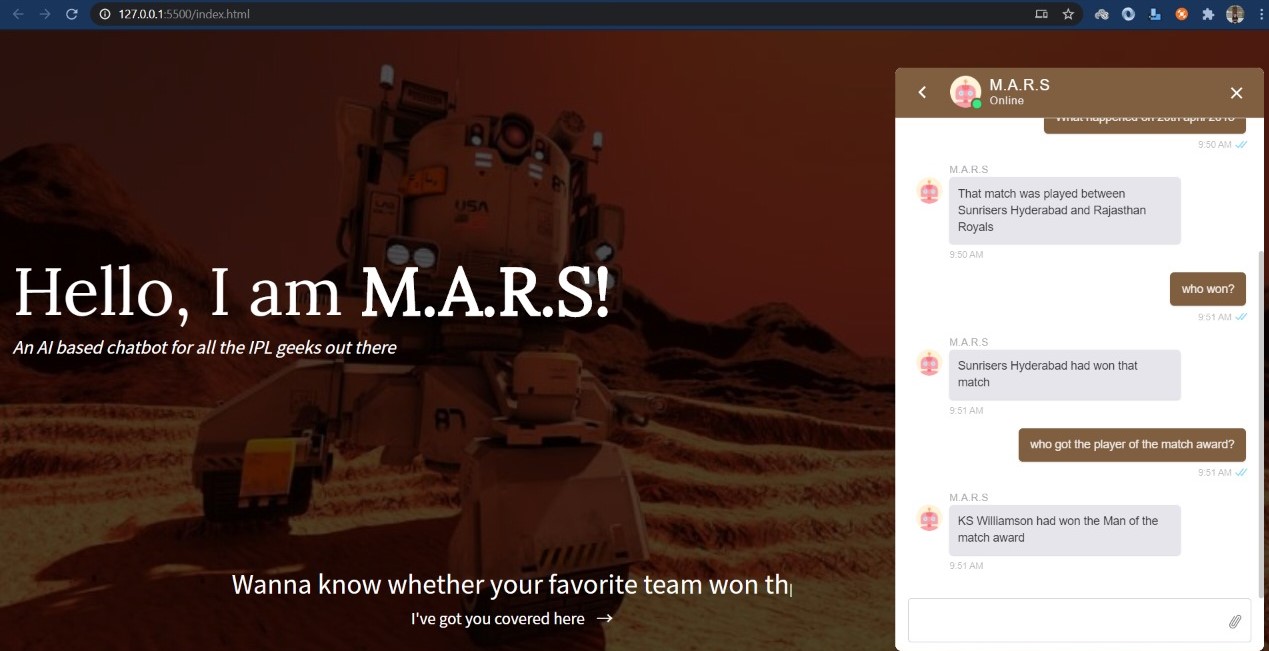 127.0.0.1:5500/index.html
USA
87
Hello, I am M.A.R.S!
An AI based chatbot for all the IPL geeks out there
Wanna know whether your favorite team won th
I've got you covered here →
M.A.R.S
Online
9:50 AM
M.A.R.S
That match was played between
Sunrisers Hyderabad and Rajasthan
Royals
9:50 AM
who won?
9:51 AM
M.A.R.S
Sunrisers Hyderabad had won that
match
9:51 AM
who got the player of the match award?
9:51 AM
M.A.R.S
KS Williamson had won the Man of the
match award
9:51 AM